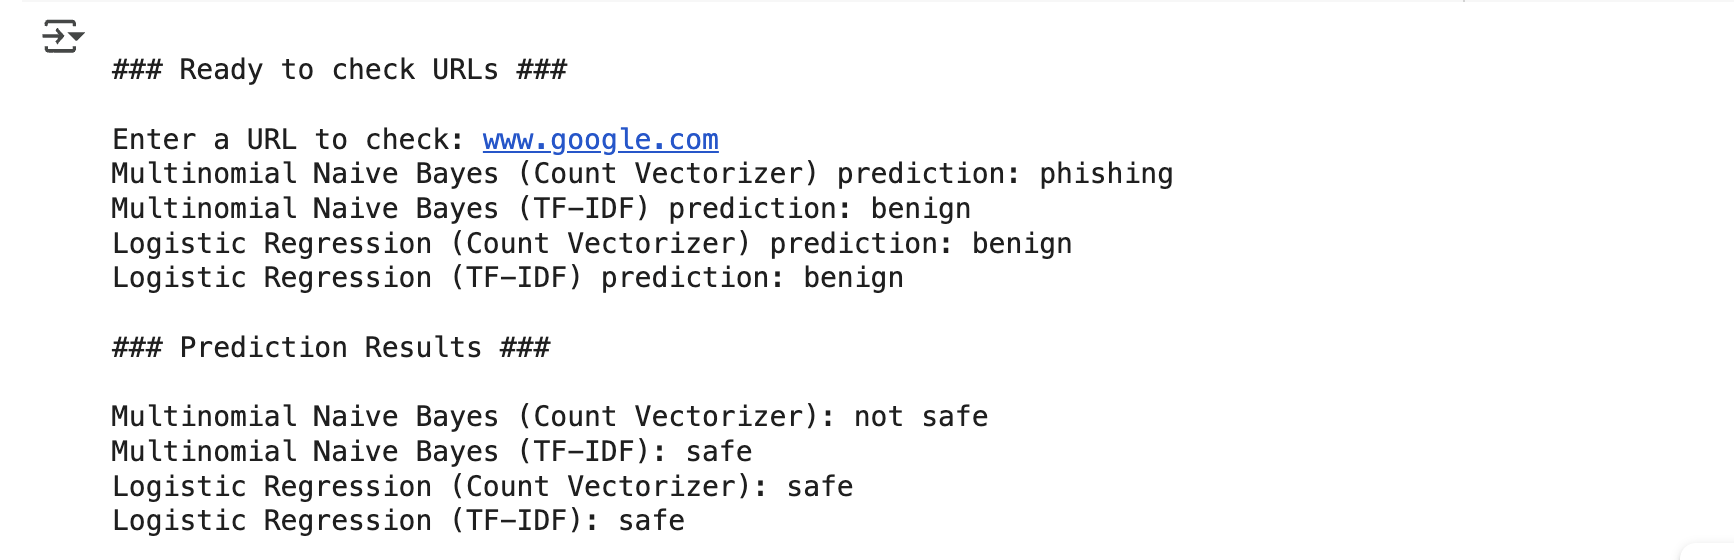 ### Ready to check URLs ###
Enter a URL to check: www.google.com
Multinomial Naive Bayes (Count Vectorizer) prediction: phishing
Multinomial Naive Bayes (TF-IDF) prediction: benign
Logistic Regression (Count Vectorizer) prediction: benign
Logistic Regression (TF-IDF) prediction: benign
### Prediction Results ###
Multinomial Naive Bayes (Count Vectorizer): not safe
Multinomial Naive Bayes (TF-IDF): safe
Logistic Regression (Count Vectorizer): safe
Logistic Regression (TF-IDF): safe